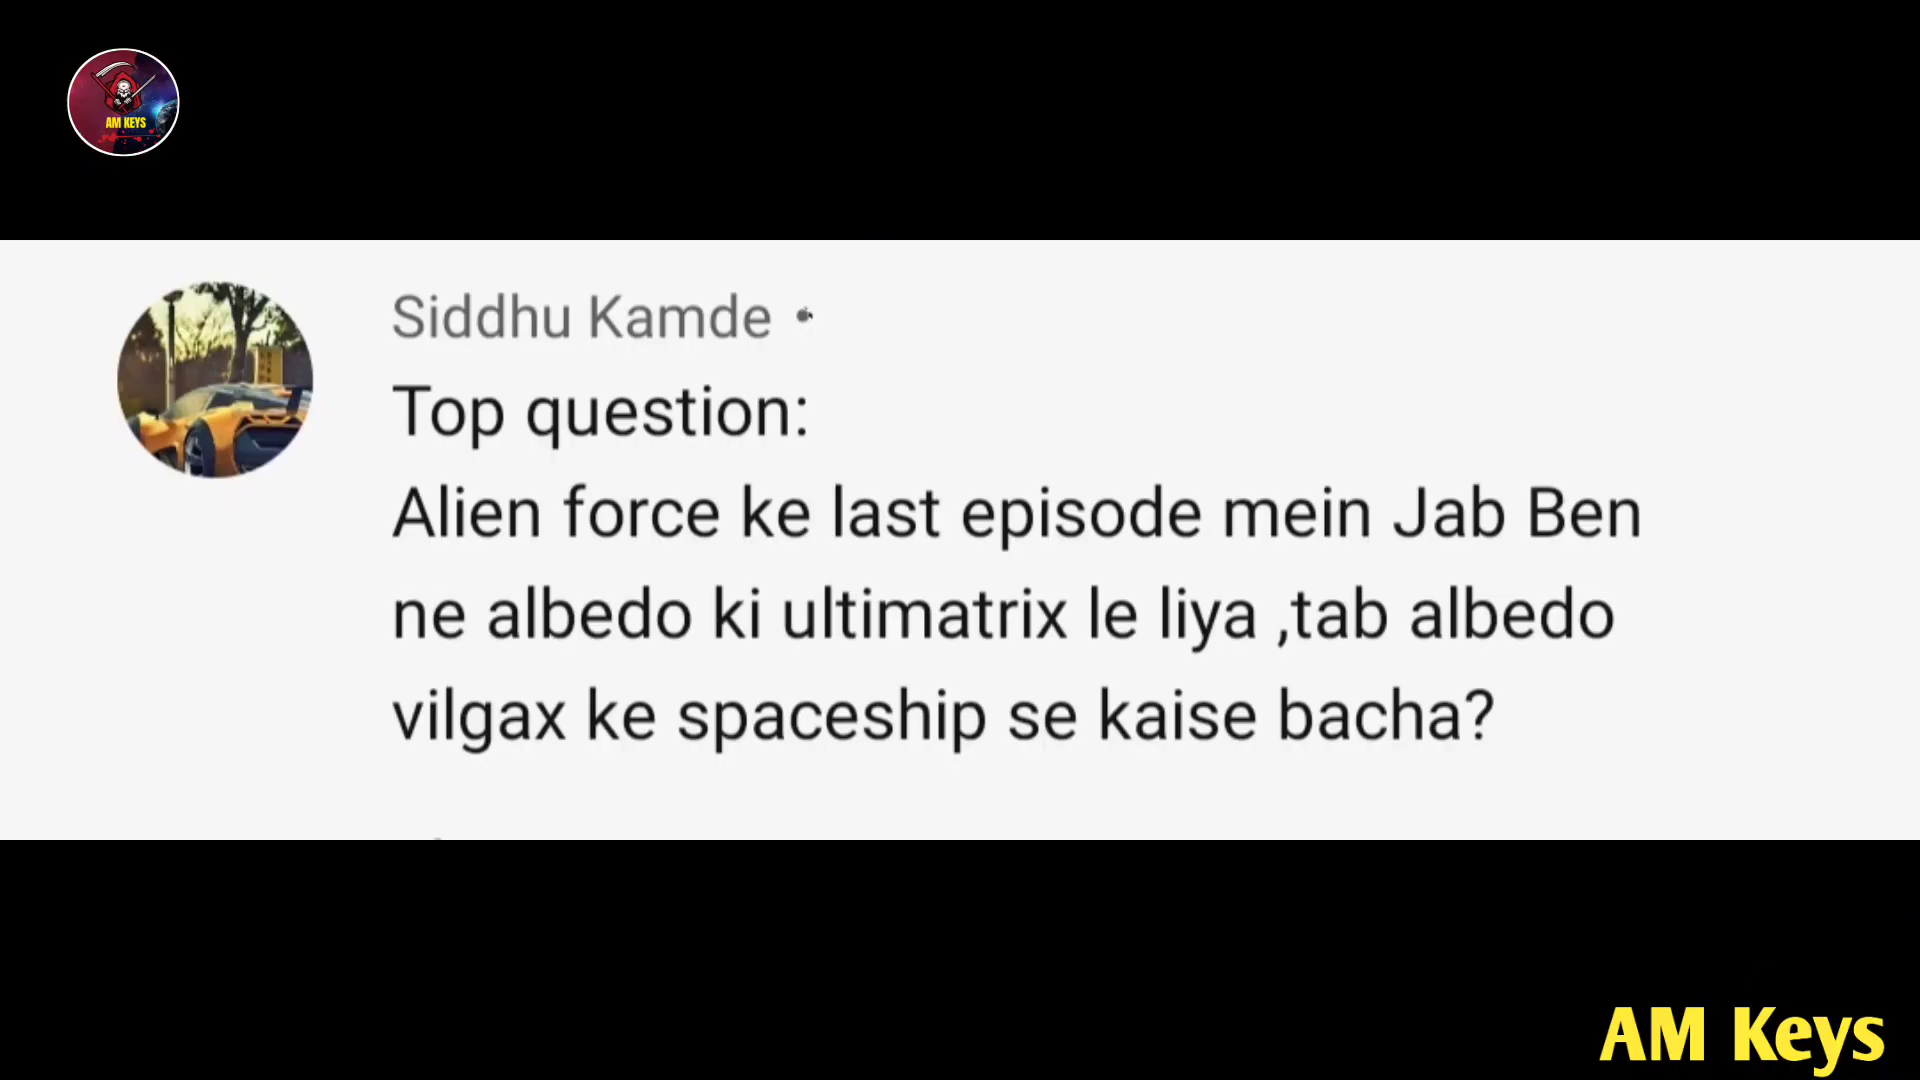 AM KEYS
Siddhu Kamde •
Top question:
Alien force ke last episode mein Jab Ben
ne albedo ki ultimatrix le liya ,tab albedo
vilgax ke spaceship se kaise bacha?
AM Keys